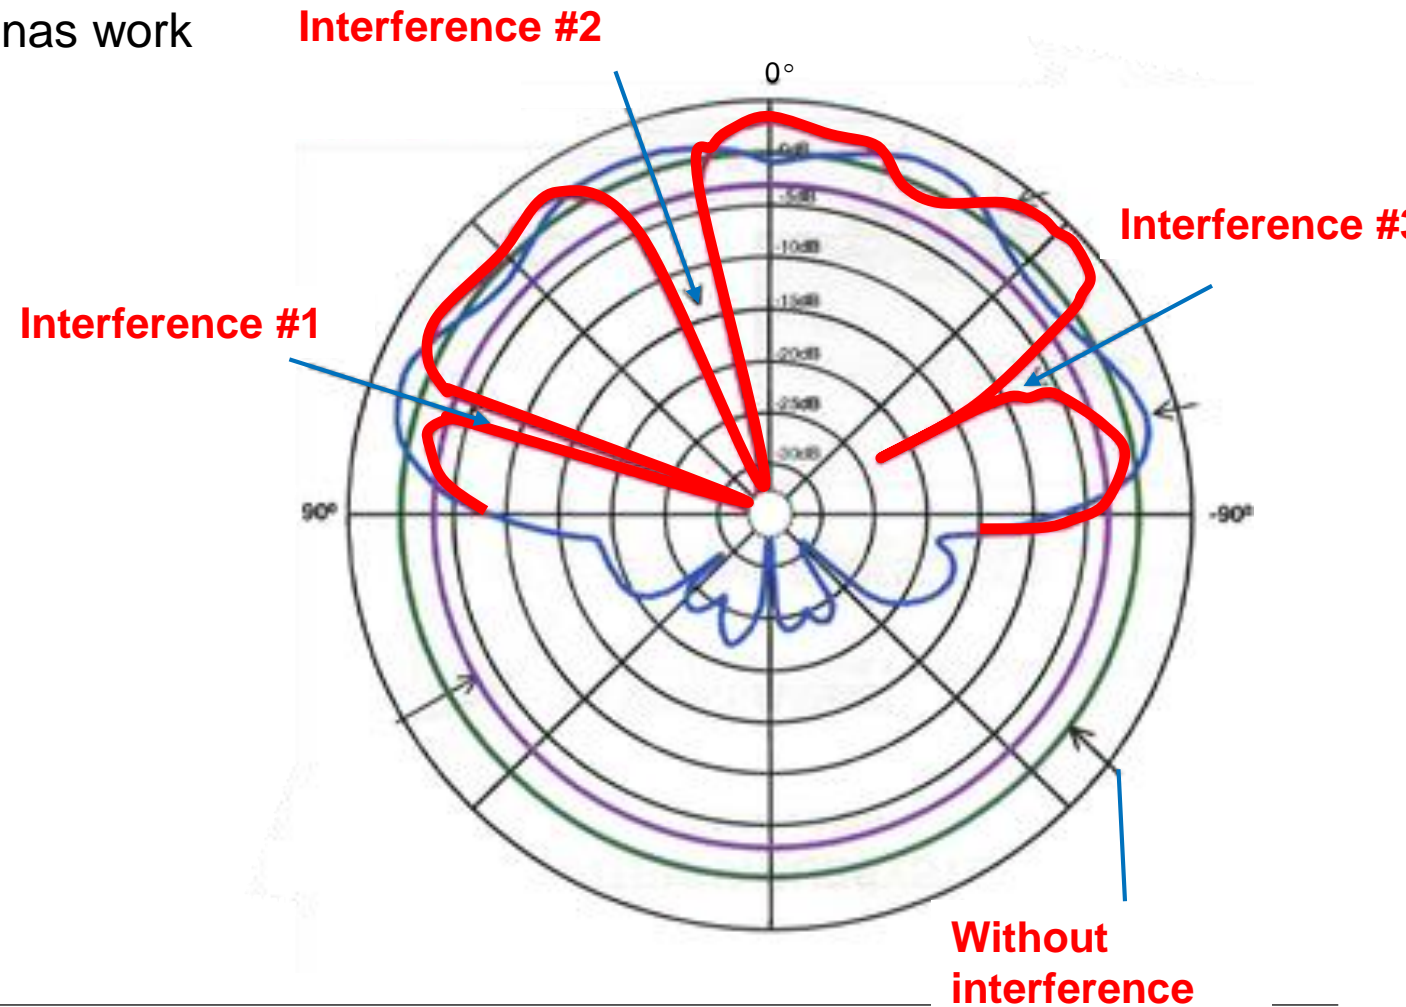 nas work
Interference #2
0°
0dB
-5dB
Interference #3
-10dB
-15dB
Interference #1
-20dB
-25dB
-30dB
90°
-90°
Without
interference